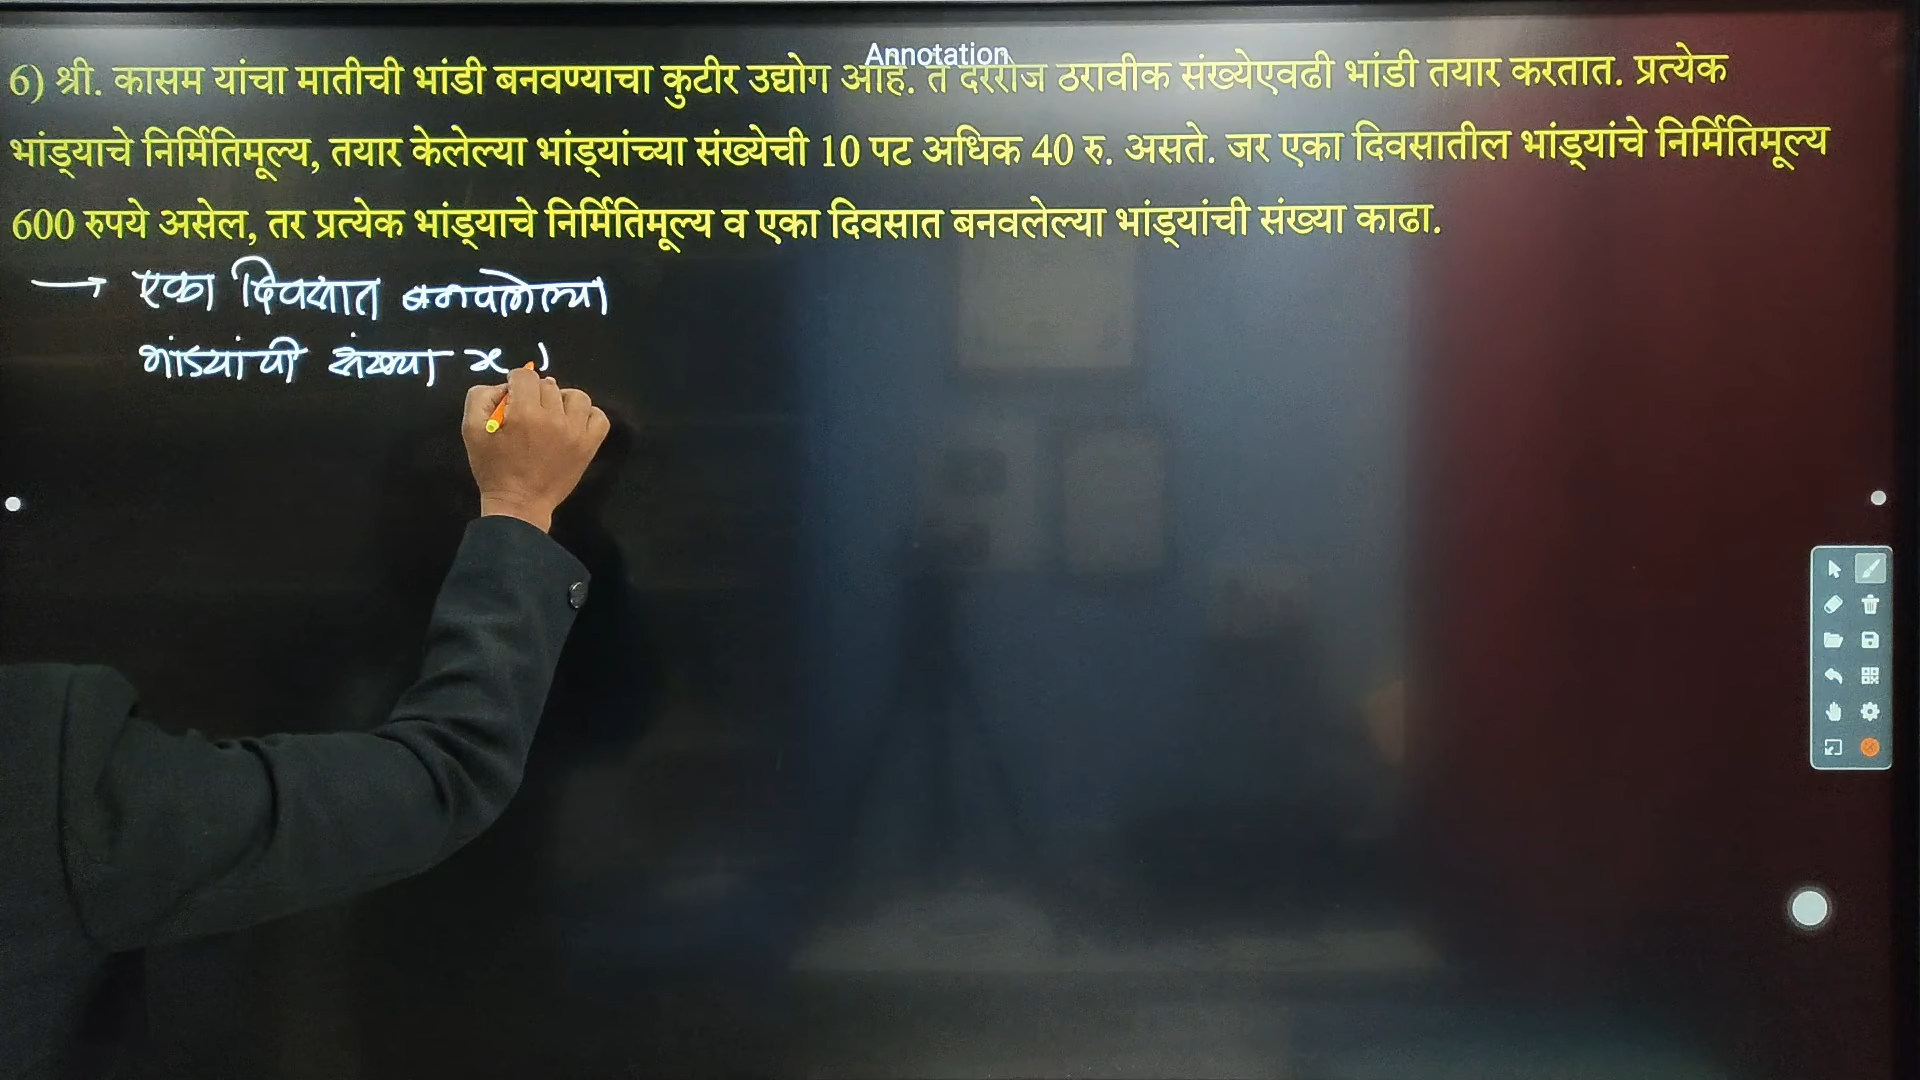 Annotation
6) श्री. कासम यांचा मातीची भांडी बनवण्याचा कुटीर उद्योग आहे. ते दररोज ठरावीक संख्येएवढी भांडी तयार करतात. प्रत्येक
भांड्याचे निर्मितिमूल्य, तयार केलेल्या भांड्यांच्या संख्येची 10 पट अधिक 40 रु. असते. जर एका दिवसातील भांड्यांचे निर्मितिमूल्य
600 रुपये असेल, तर प्रत्येक भांड्याचे निर्मितिमूल्य व एका दिवसात बनवलेल्या भांड्यांची संख्या काढा.
→ एका दिवसात बनवलेल्या
भांड्यांची संख्या x